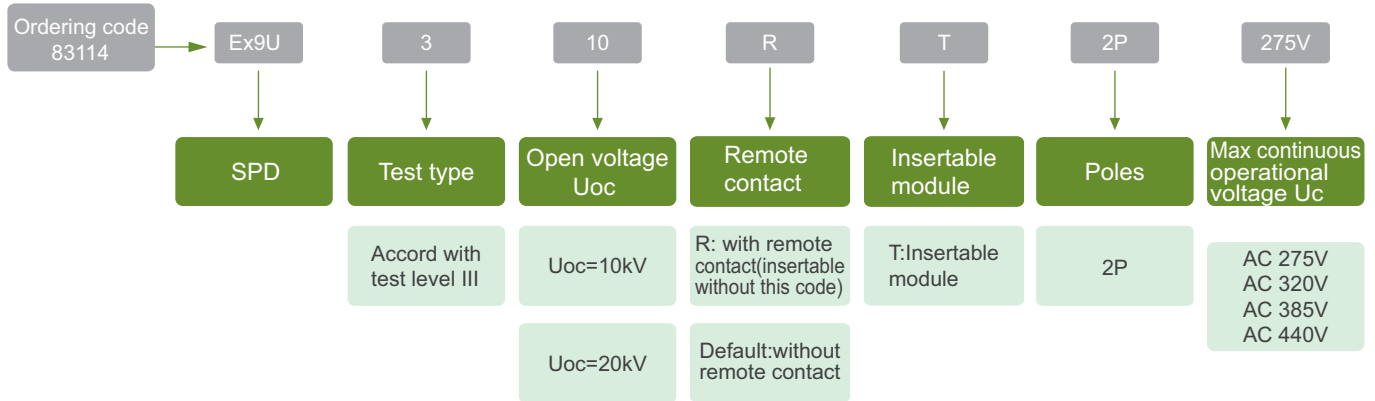 Ordering code
83114
Ex9U
3
10
R
T
2P
275V
SPD
Test type
Open voltage
Uoc
Remote
contact
Insertable
module
Poles
Max continuous
operational
voltage Uc
Accord with
test level III
Uoc=10kV
R: with remote
contact(insertable
without this code)
T:Insertable
module
2P
AC 275V
AC 320V
AC 385V
AC 440V
Uoc=20kV
Default:without
remote contact